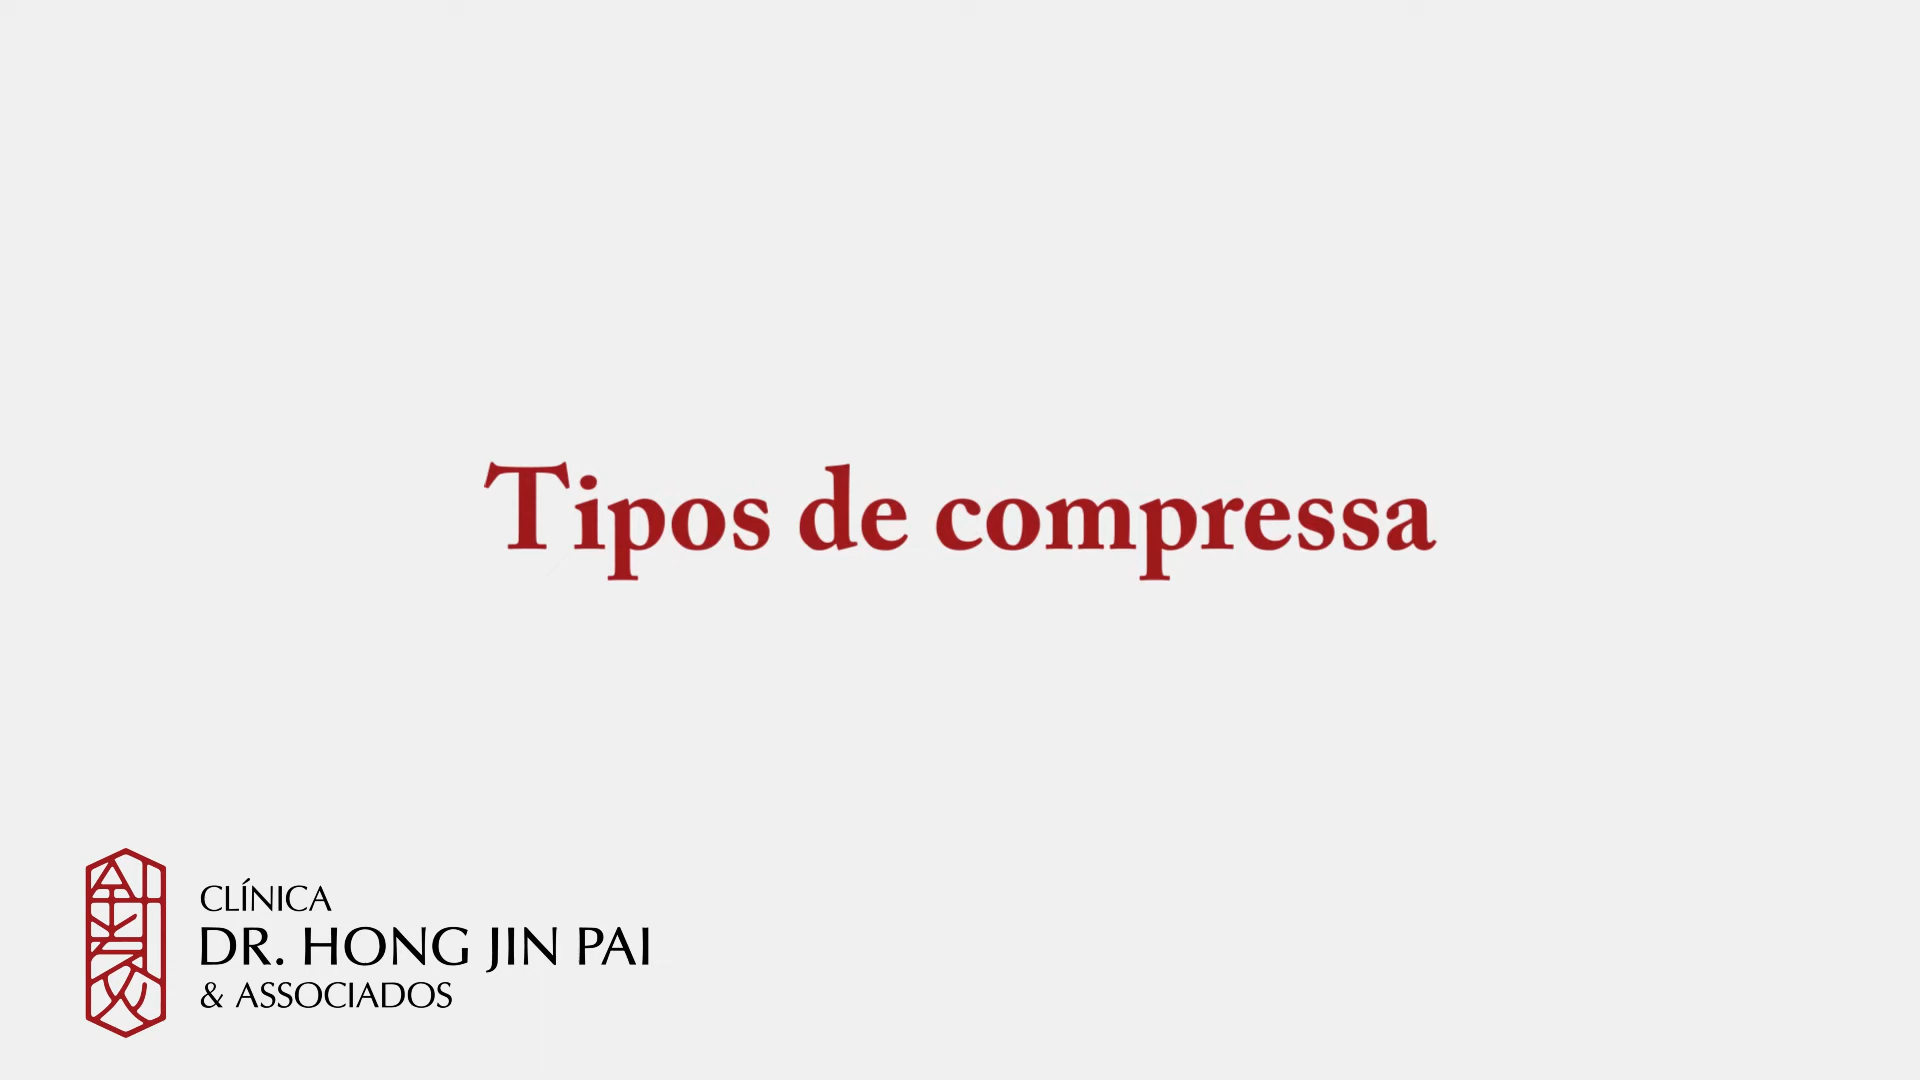 Tipos de compressa
CLÍNICA
DR. HONG JIN PAI
& ASSOCIADOS